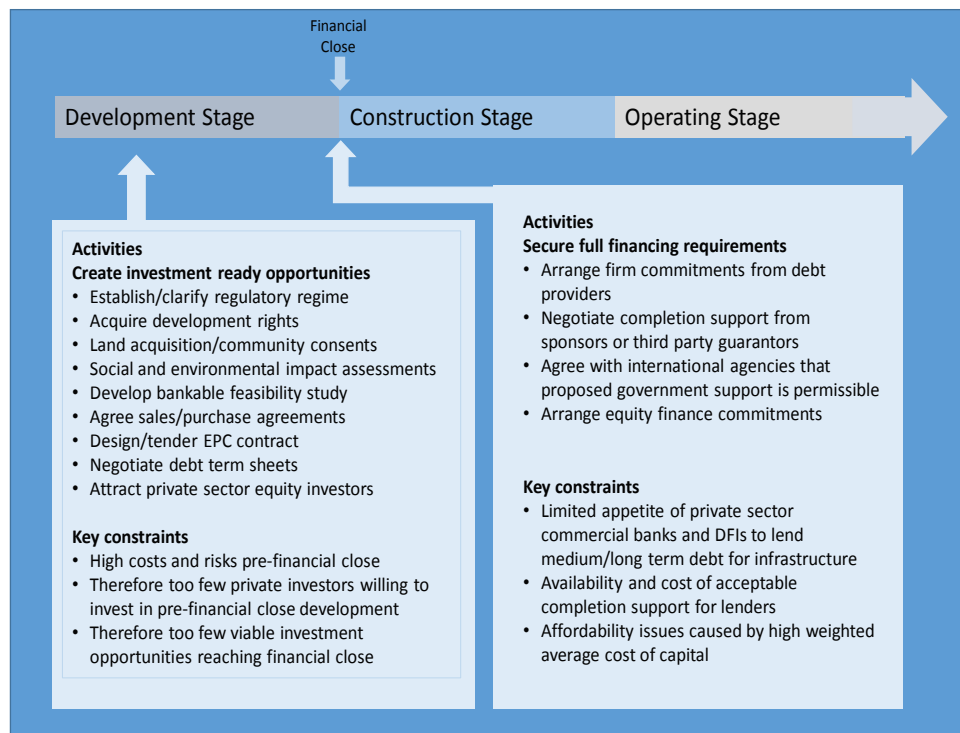 Financial
Close
Development Stage
Construction Stage
Operating Stage
Activities
Create investment ready opportunities
• Establish/clarify regulatory regime
• Acquire development rights
• Land acquisition/community consents
• Social and environmental impact assessments
• Develop bankable feasibility study
• Agree sales/purchase agreements
• Design/tender EPC contract
• Negotiate debt term sheets
• Attract private sector equity investors
Key constraints
• High costs and risks pre-financial close
• Therefore too few private investors willing to
invest in pre-financial close development
• Therefore too few viable investment
opportunities reaching financial close
Activities
Secure full financing requirements
• Arrange firm commitments from debt
providers
• Negotiate completion support from
sponsors or third party guarantors
• Agree with international agencies that
proposed government support is permissible
• Arrange equity finance commitments
Key constraints
• Limited appetite of private sector
commercial banks and DFIs to lend
medium/long term debt for infrastructure
• Availability and cost of acceptable
completion support for lenders
• Affordability issues caused by high weighted
average cost of capital